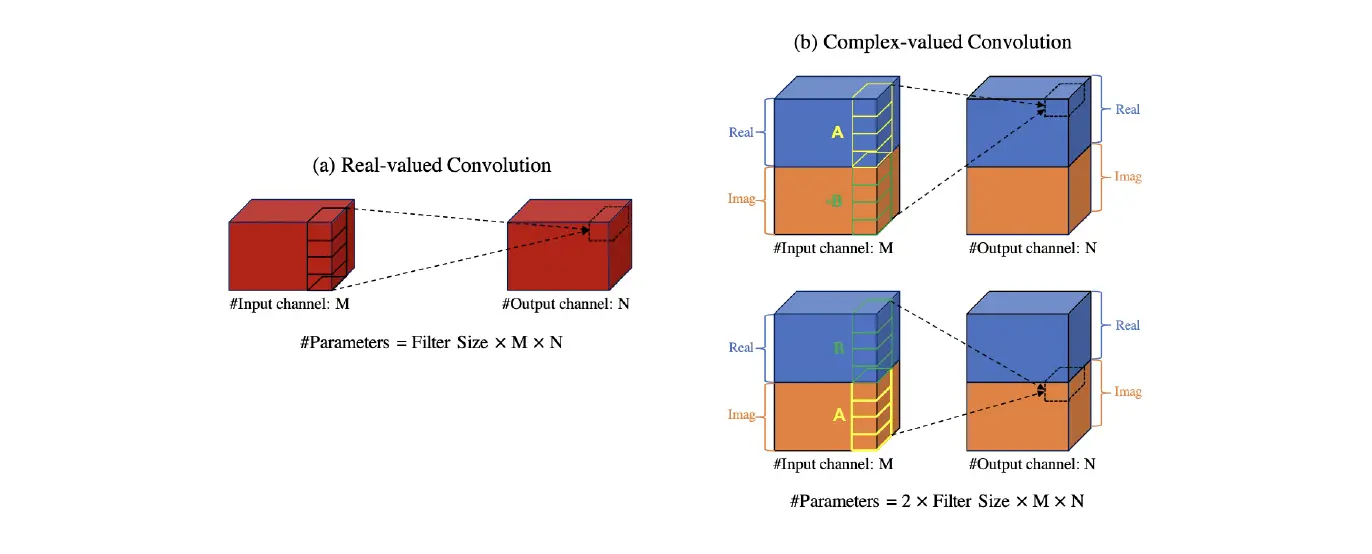 (a) Real-valued Convolution
#Input channel: M
#Output channel: N
#Parameters = Filter Size × M × N
(b) Complex-valued Convolution
Real
A
Imag
-B
#Input channel: M
Real
Imag
#Output channel: N
Real
B
Imag
A
#Input channel: M
Real
Imag
#Output channel: N
#Parameters = 2 × Filter Size × M × N